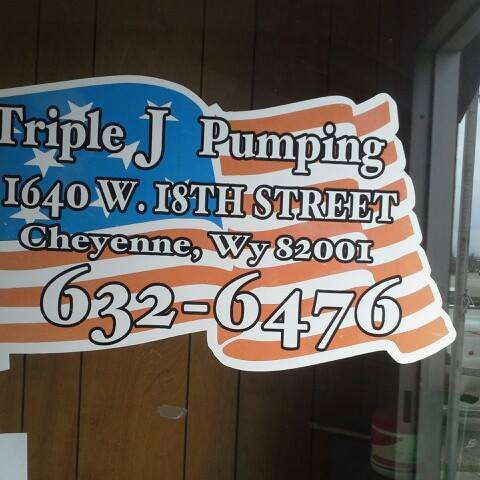 Triple J Pumping
1640 W. 18TH STREET
Cheyenne, Wy 82001
632-6476